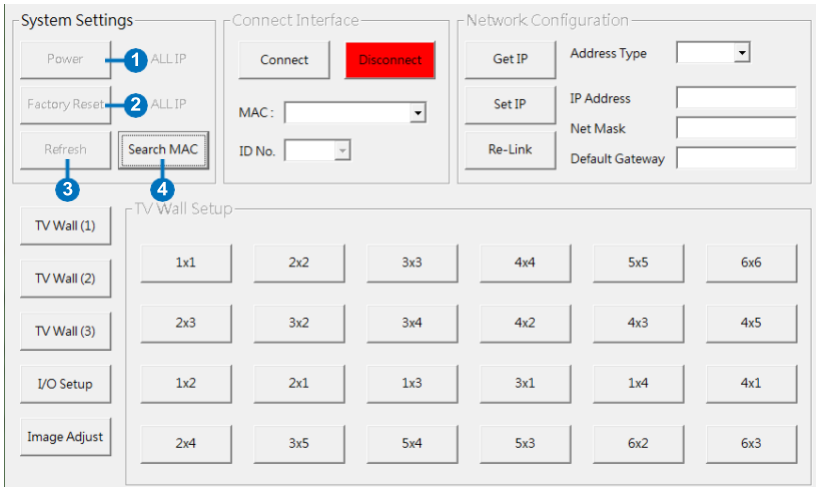 System Settings
Power
1
ALL IP
Factory Reset
2
ALL IP
Refresh
Search MAC
3
4
Connect Interface
Connect
Disconnect
MAC :
ID No.
Network Configuration
Get IP
Address Type
Set IP
IP Address
Net Mask
Re-Link
Default Gateway
TV Wall (1)
TV Wall (2)
TV Wall (3)
I/O Setup
Image Adjust
TV Wall Setup
1x1 2x2 3x3 4x4 5x5 6x6
2x3 3x2 3x4 4x2 4x3 4x5
1x2 2x1 1x3 3x1 1x4 4x1
2x4 3x5 5x4 5x3 6x2 6x3